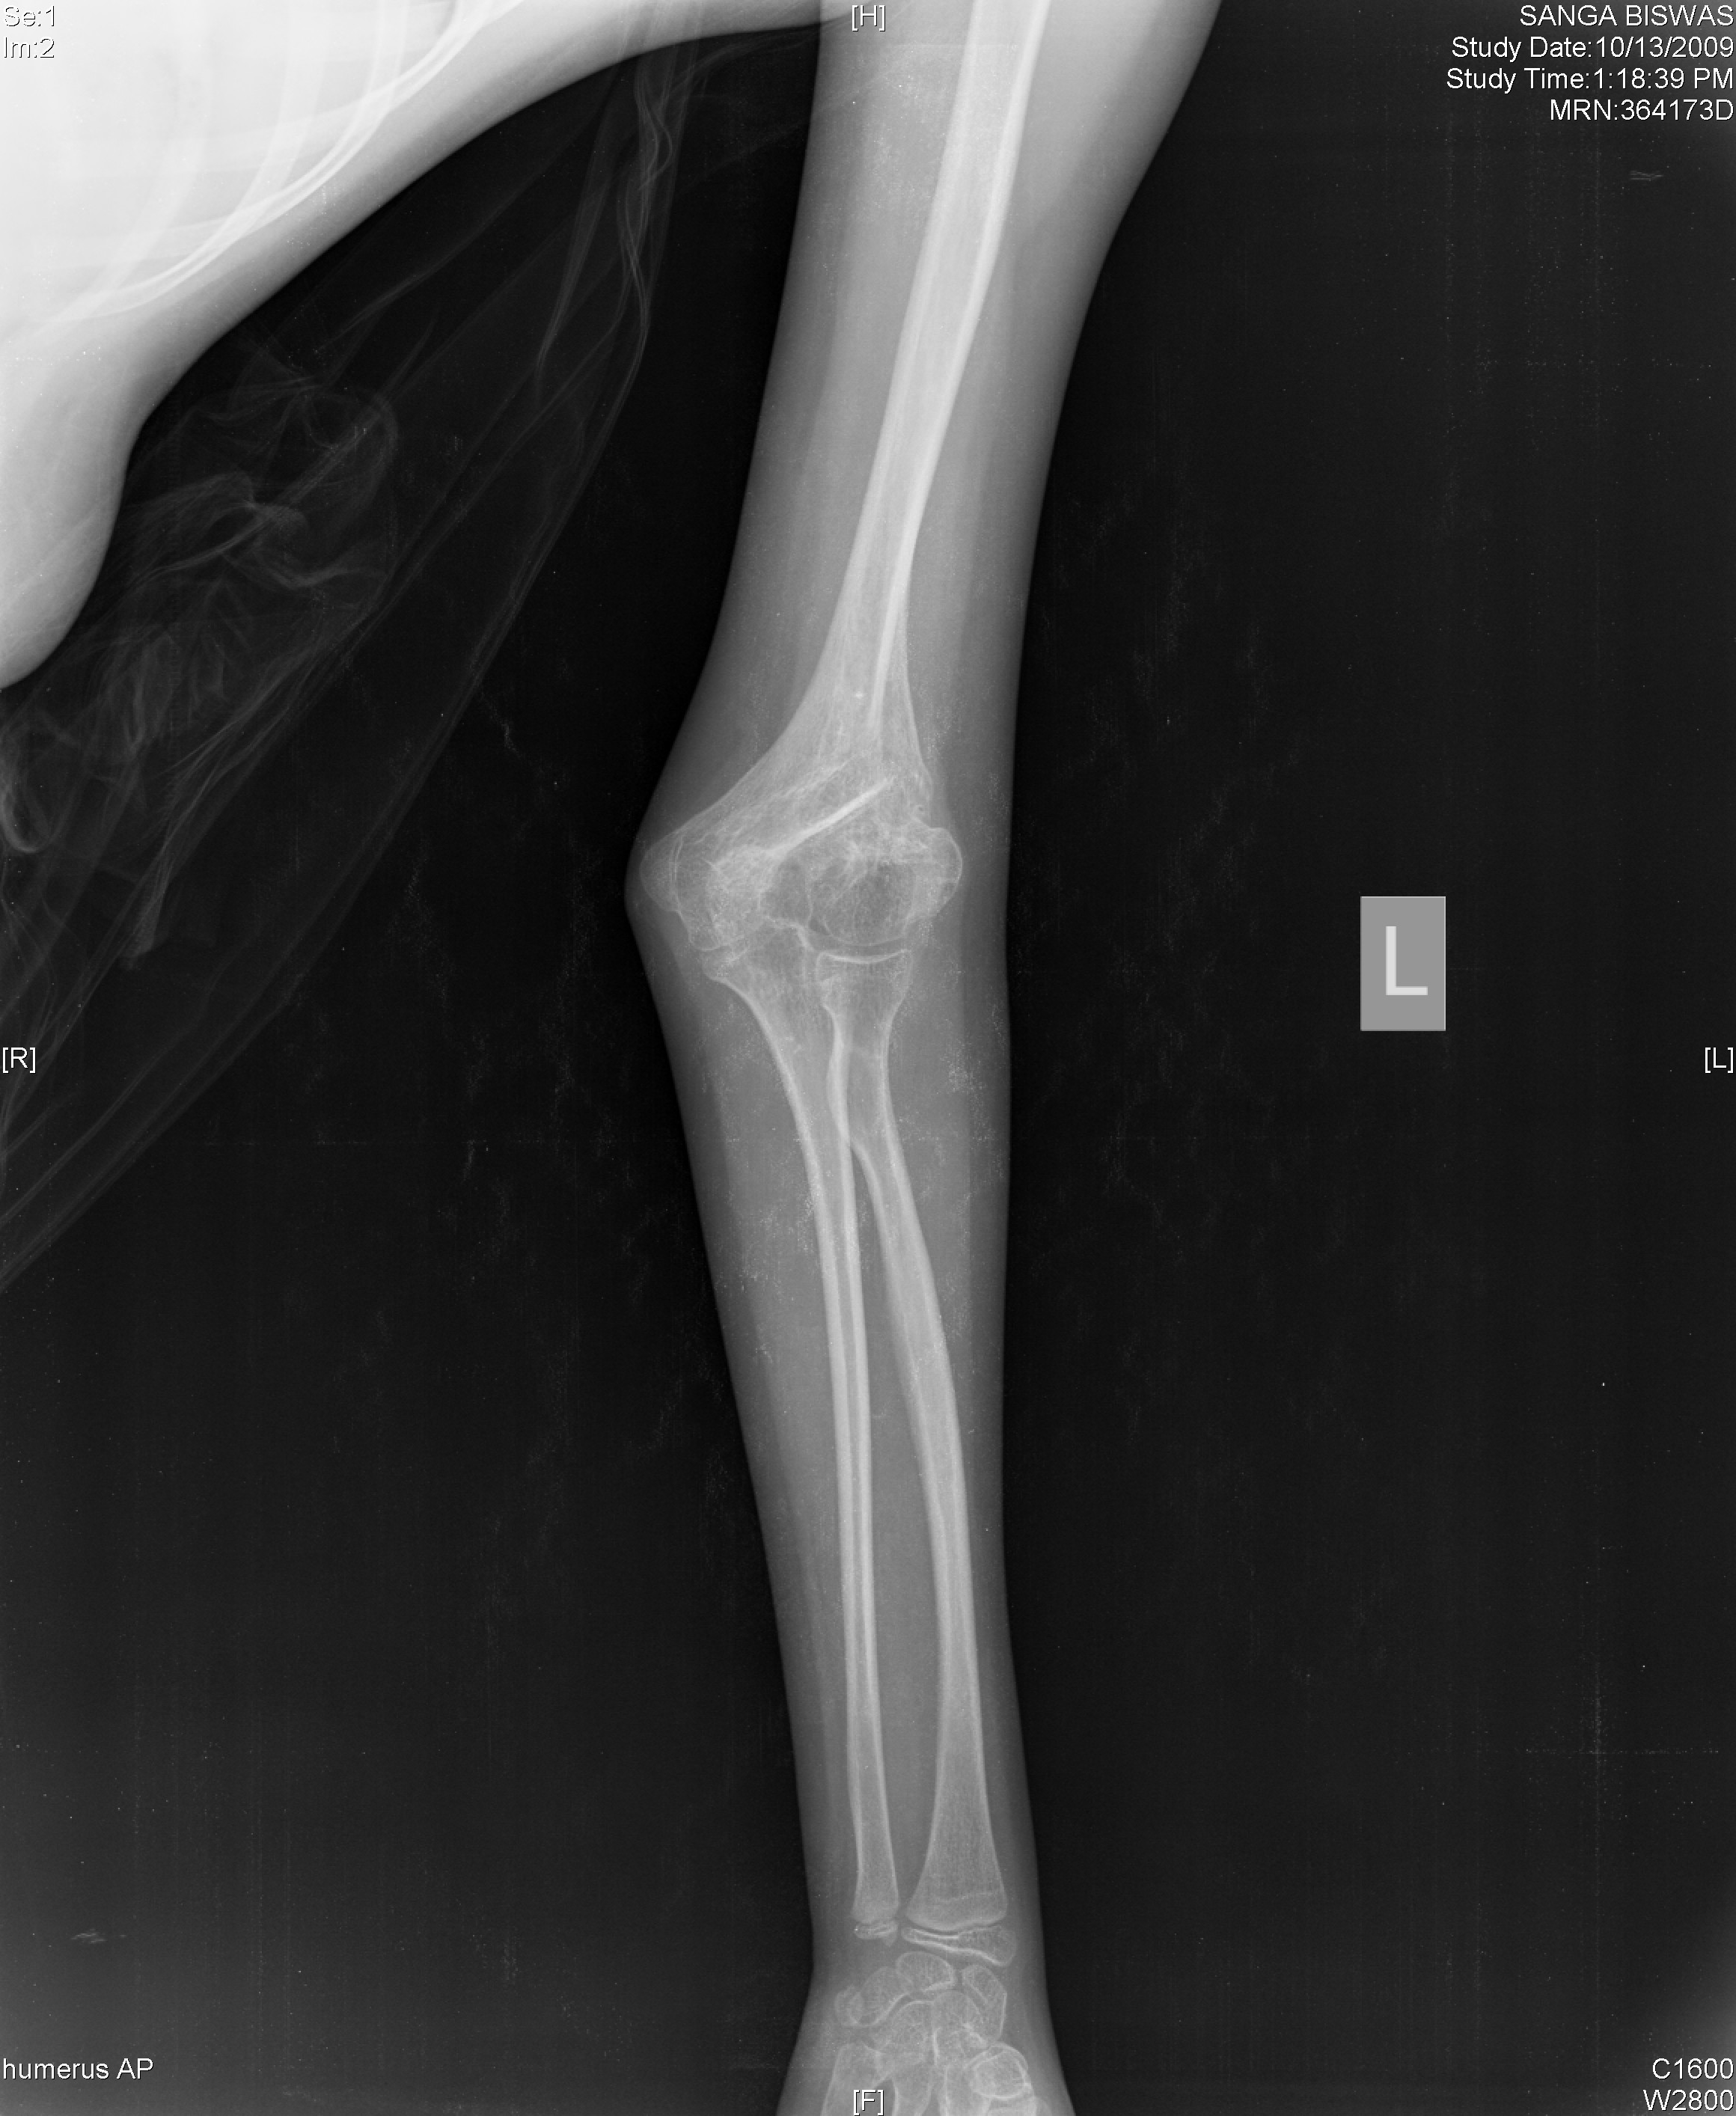 Se:1
Im:2
[H]
SANGA BISWAS
Study Date:10/13/2009
Study Time:1:18:39 PM
MRN:364173D
L
[R]
[L]
humerus AP
[F]
C1600
W2800